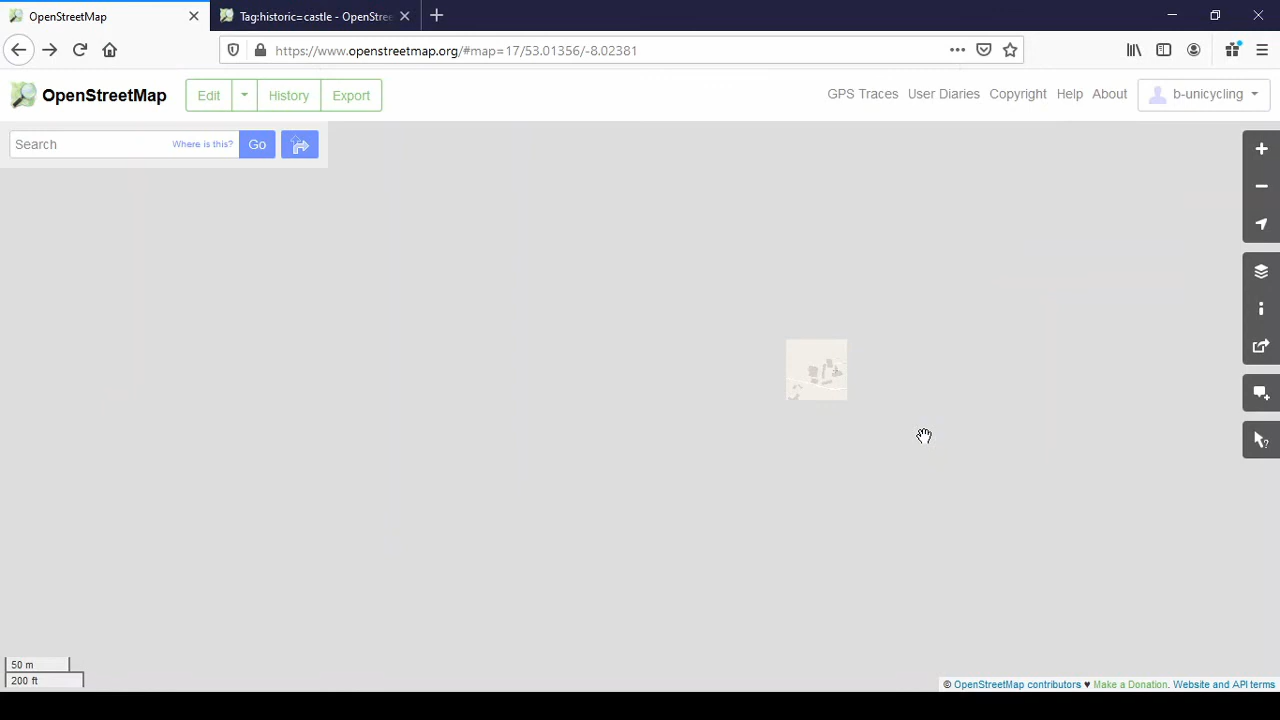 OpenStreetMap
Tag:historic=castle - OpenStre
https://www.openstreetmap.org/#map=17/53.01356/-8.02381
OpenStreetMap
Edit
History
Export
GPS Traces
User Diaries
Copyright
Help
About
b-unicycling
Search
Where is this?
Go
50 m
200 ft
© OpenStreetMap contributors ♥ Make a Donation. Website and API terms